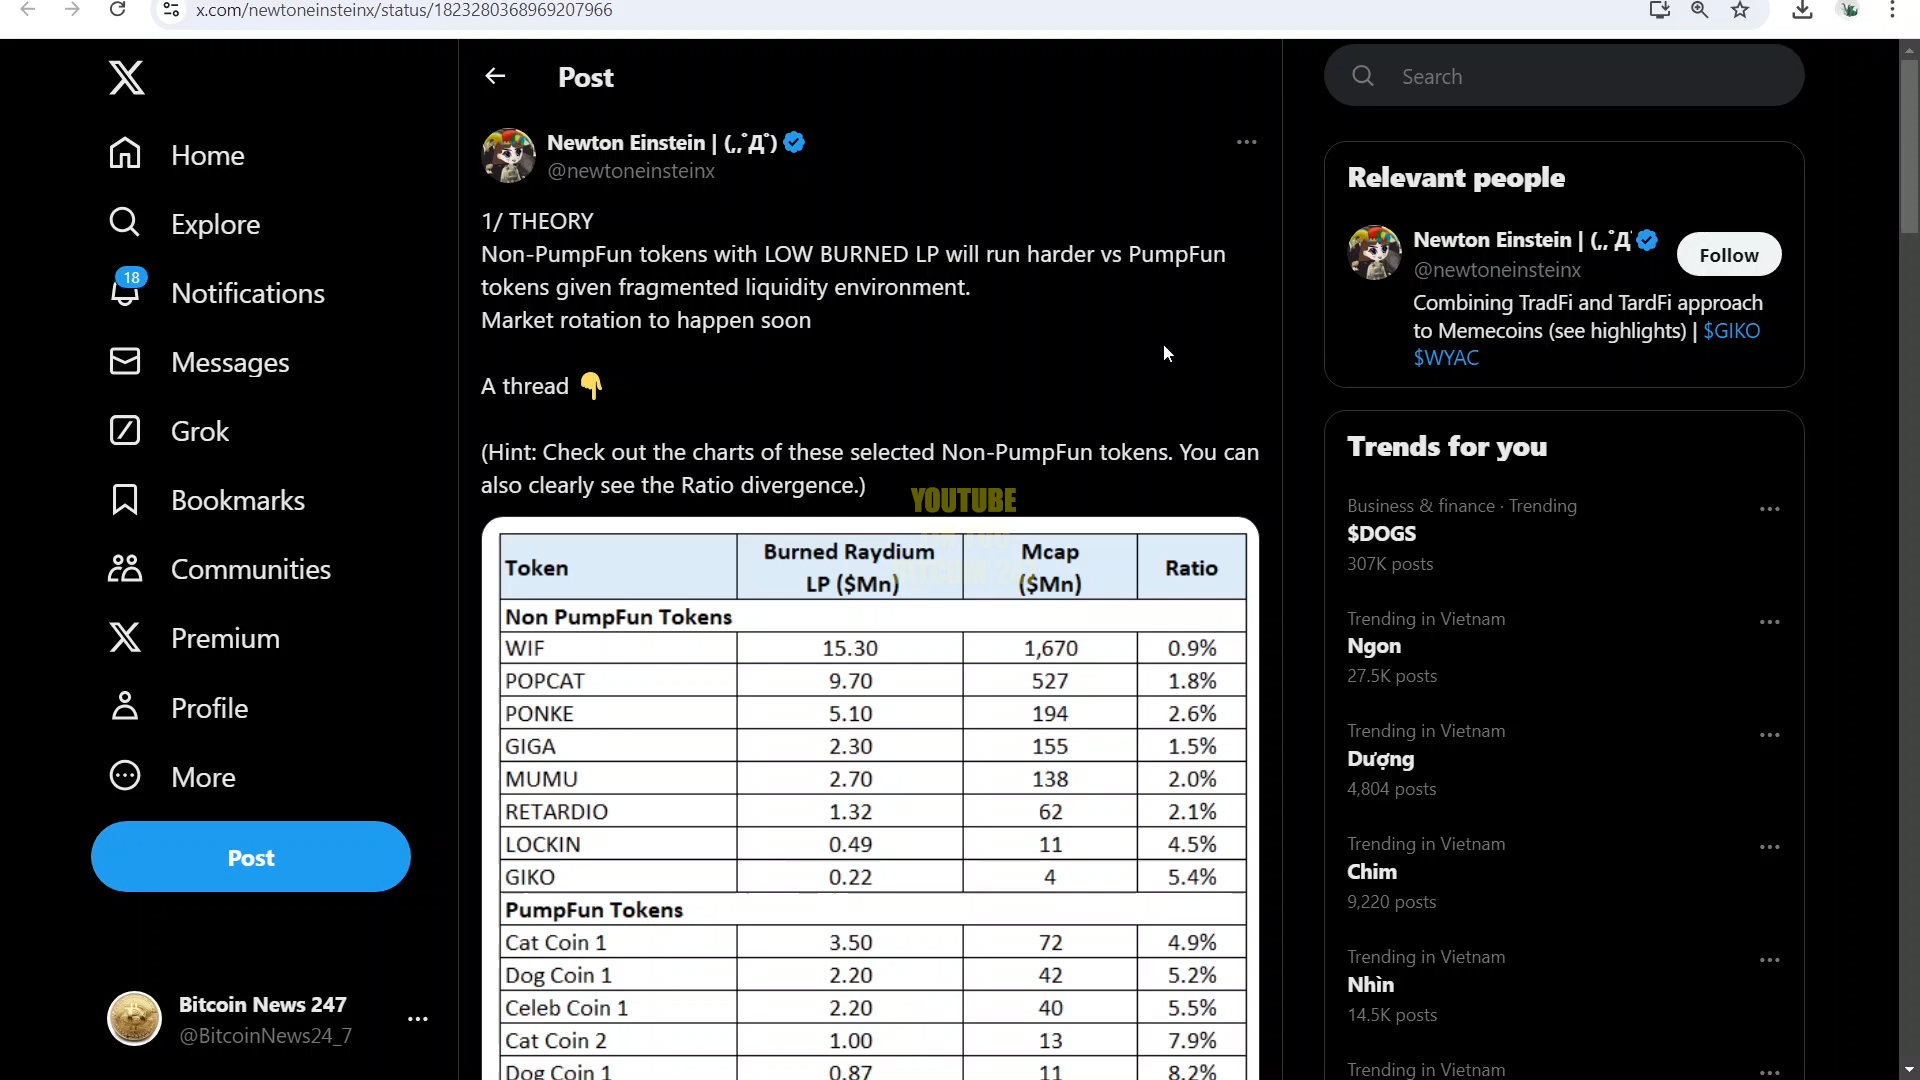 x.com/newtoneinsteinx/status/1823280368969207966
Home
Explore
18
Notifications
Messages
Grok
Bookmarks
Communities
Premium
Profile
More
Post
Bitcoin News 247
@BitcoinNews24_7
Post
Newton Einstein | (,,ﾟДﾟ)
@newtoneinsteinx
1/ THEORY
Non-PumpFun tokens with LOW BURNED LP will run harder vs PumpFun
tokens given fragmented liquidity environment.
Market rotation to happen soon
A thread 👇
(Hint: Check out the charts of these selected Non-PumpFun tokens. You can
also clearly see the Ratio divergence.)
YOUTUBE
Token Burned Raydium LP ($Mn) Mcap ($Mn) Ratio
Non PumpFun Tokens
WIF 15.30 1,670 0.9%
POPCAT 9.70 527 1.8%
PONKE 5.10 194 2.6%
GIGA 2.30 155 1.5%
MUMU 2.70 138 2.0%
RETARDIO 1.32 62 2.1%
LOCKIN 0.49 11 4.5%
GIKO 0.22 4 5.4%
PumpFun Tokens
Cat Coin 1 3.50 72 4.9%
Dog Coin 1 2.20 42 5.2%
Celeb Coin 1 2.20 40 5.5%
Cat Coin 2 1.00 13 7.9%
Dog Coin 1 0.87 11 8.2%
Search
Relevant people
Newton Einstein | (,,ﾟД
@newtoneinsteinx
Follow
Combining TradFi and TardFi approach
to Memecoins (see highlights) | $GIKO
$WYAC
Trends for you
Business & finance · Trending
$DOGS
307K posts
Trending in Vietnam
Ngon
27.5K posts
Trending in Vietnam
Dượng
4,804 posts
Trending in Vietnam
Chim
9,220 posts
Trending in Vietnam
Nhìn
14.5K posts
Trending in Vietnam